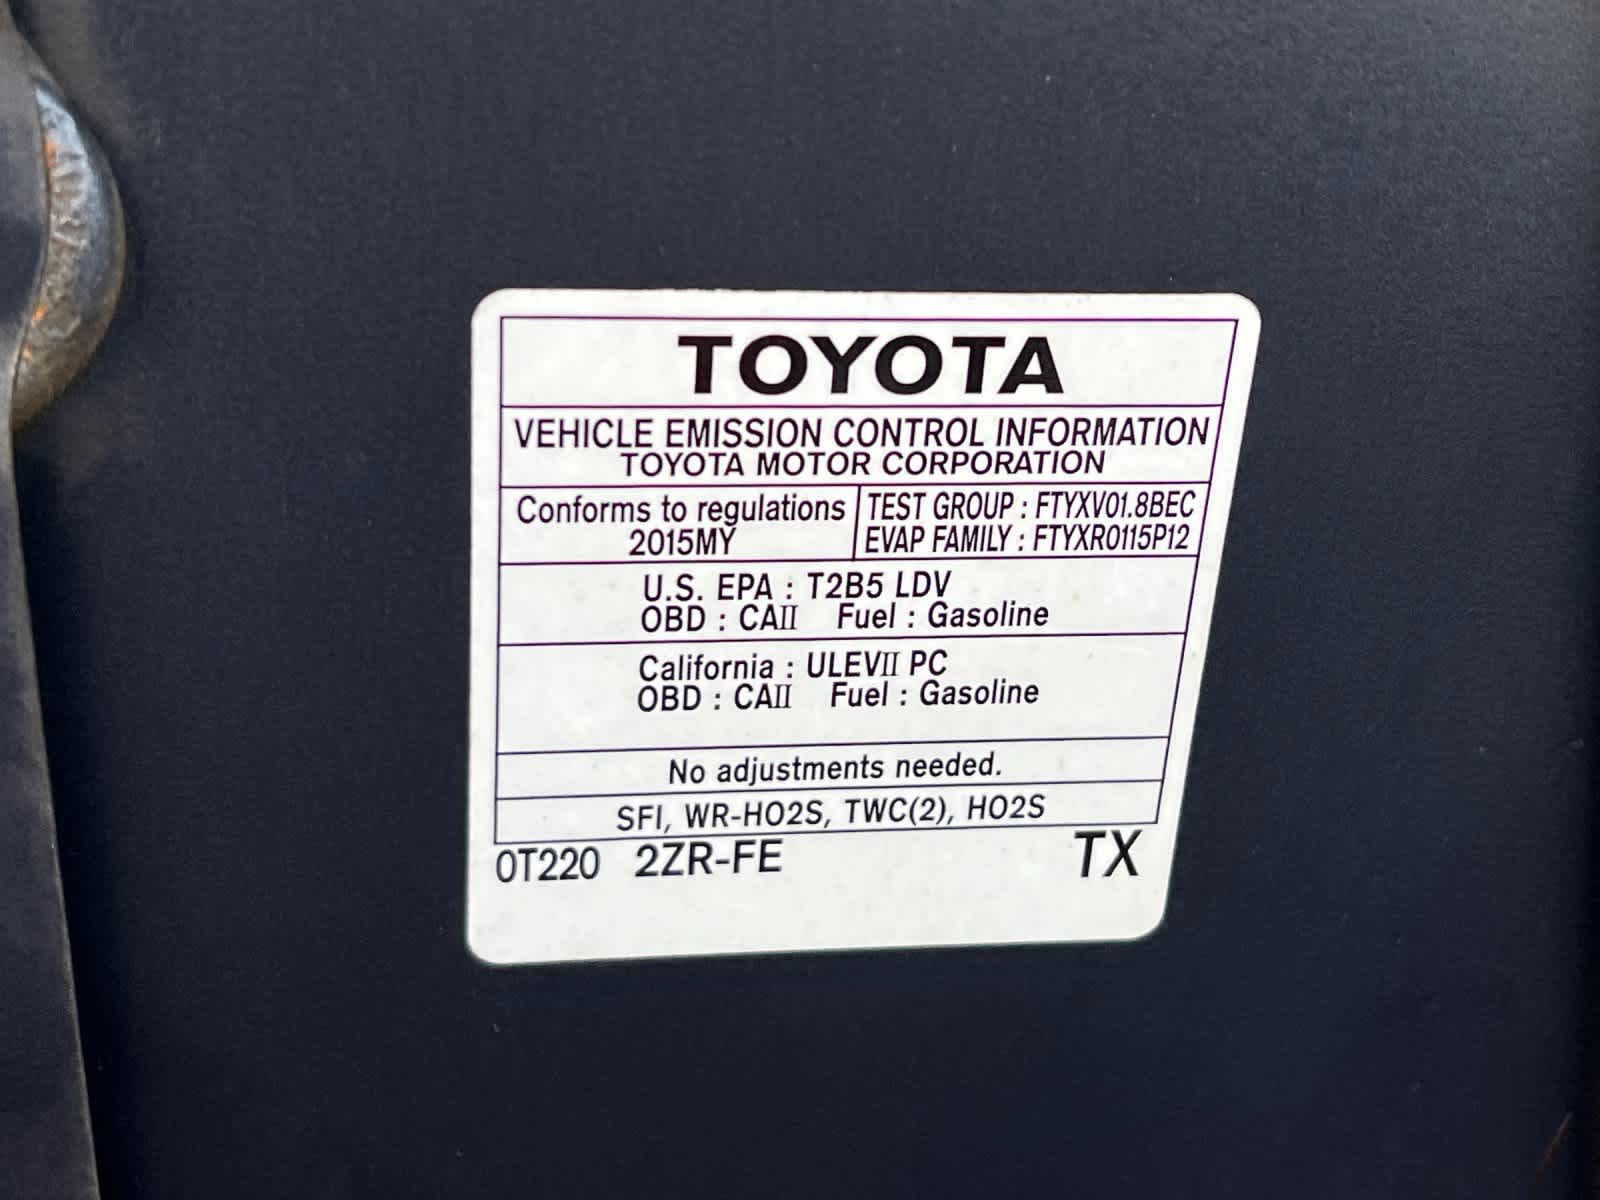 TOYOTA
VEHICLE EMISSION CONTROL INFORMATION
TOYOTA MOTOR CORPORATION
Conforms to regulations
2015MY
TEST GROUP : FTYXV01.8BEC
EVAP FAMILY : FTYXR0115P12
U.S. EPA : T2B5 LDV
OBD : CAII Fuel : Gasoline
California : ULEVII PC
OBD : CAII Fuel : Gasoline
No adjustments needed.
SFI, WR-HO2S, TWC(2), HO2S
0T220 2ZR-FE TX